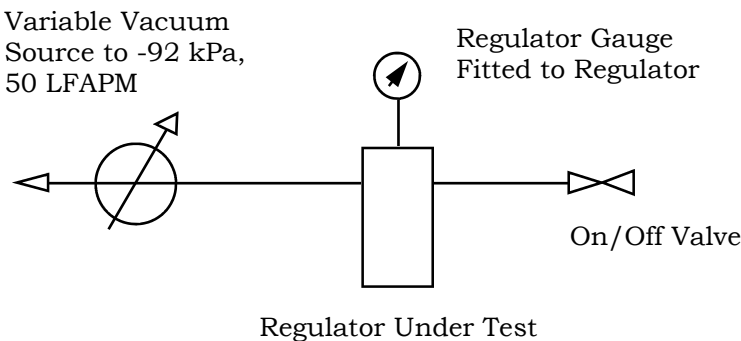 Variable Vacuum
Source to -92 kPa,
50 LFAPM
Regulator Gauge
Fitted to Regulator
On/Off Valve
Regulator Under Test